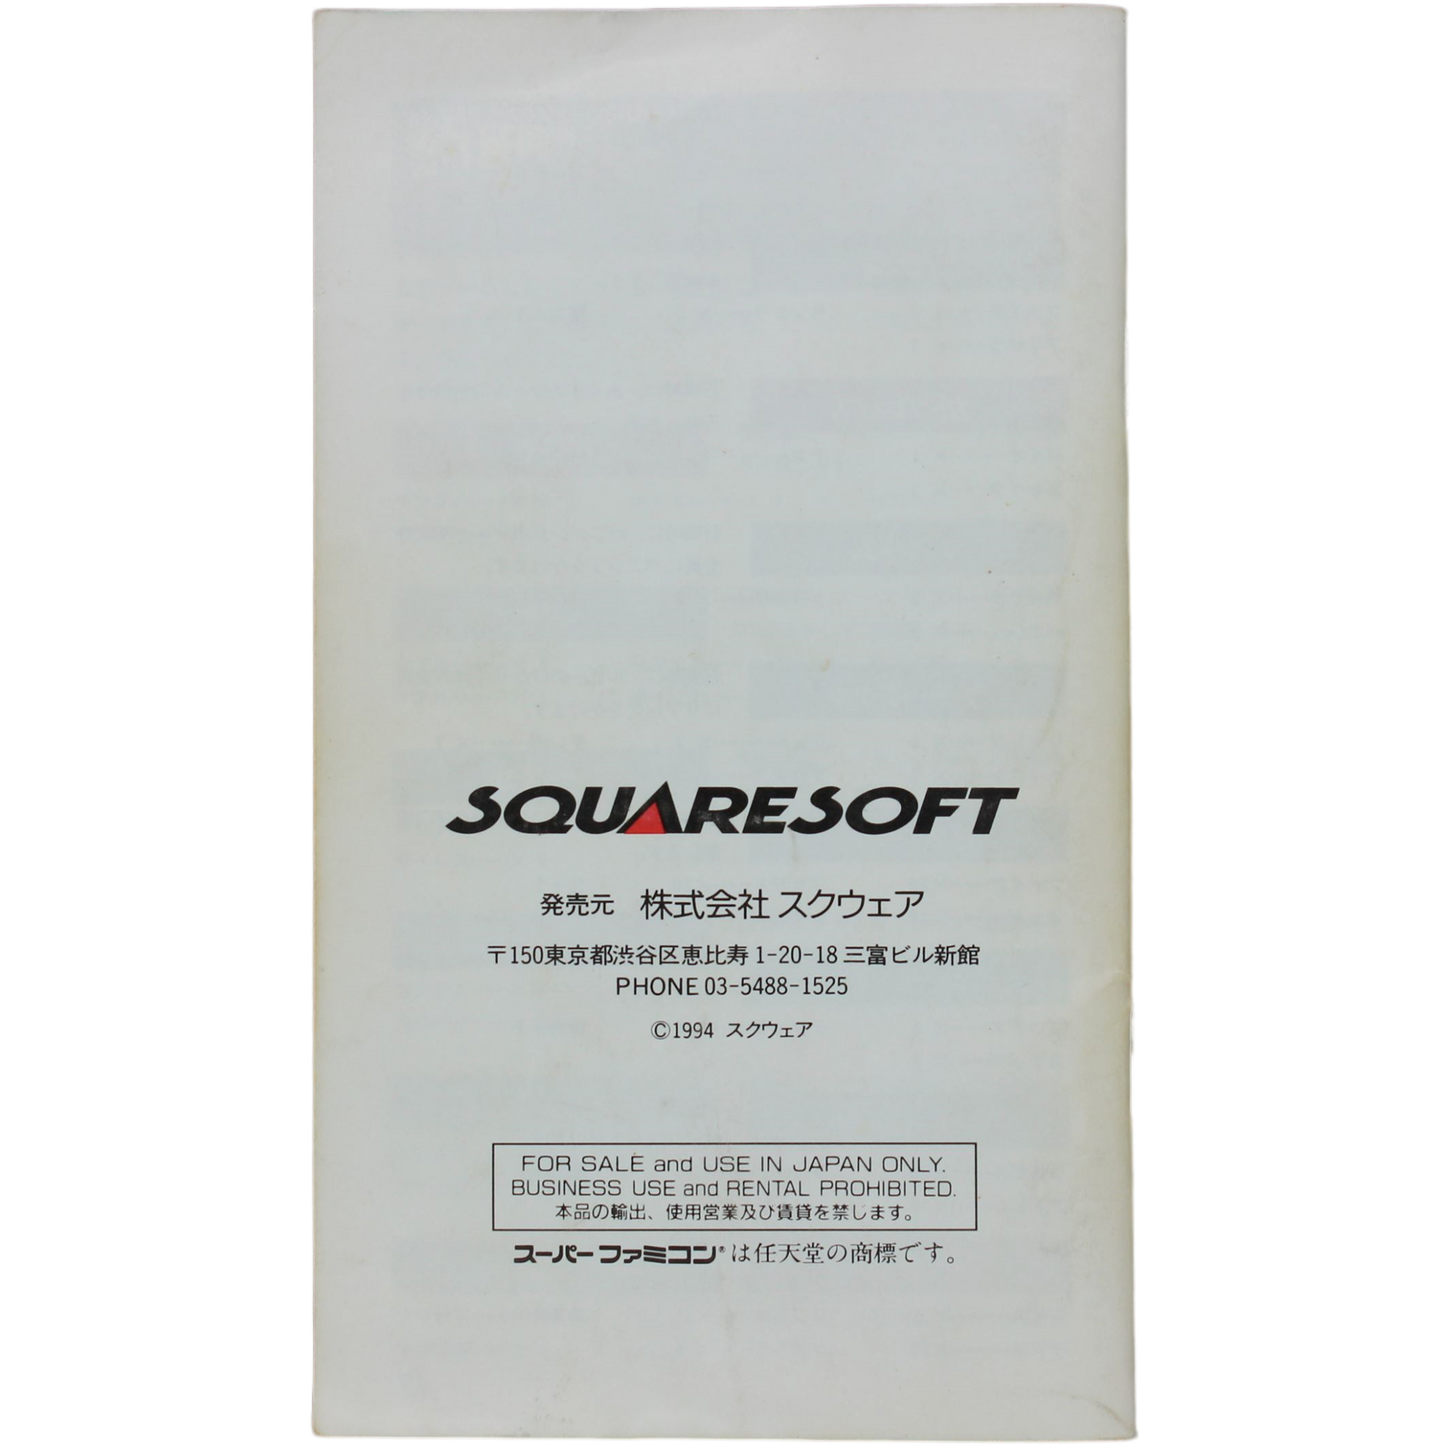 SQUARESOFT
発売元 株式会社 スクウェア
〒150東京都渋谷区恵比寿1-20-18三富ビル新館
PHONE 03-5488-1525
©1994 スクウェア
FOR SALE and USE IN JAPAN ONLY.
BUSINESS USE and RENTAL PROHIBITED.
本品の輸出、使用営業及び賃貸を禁じます。
スーパーファミコン®は任天堂の商標です。